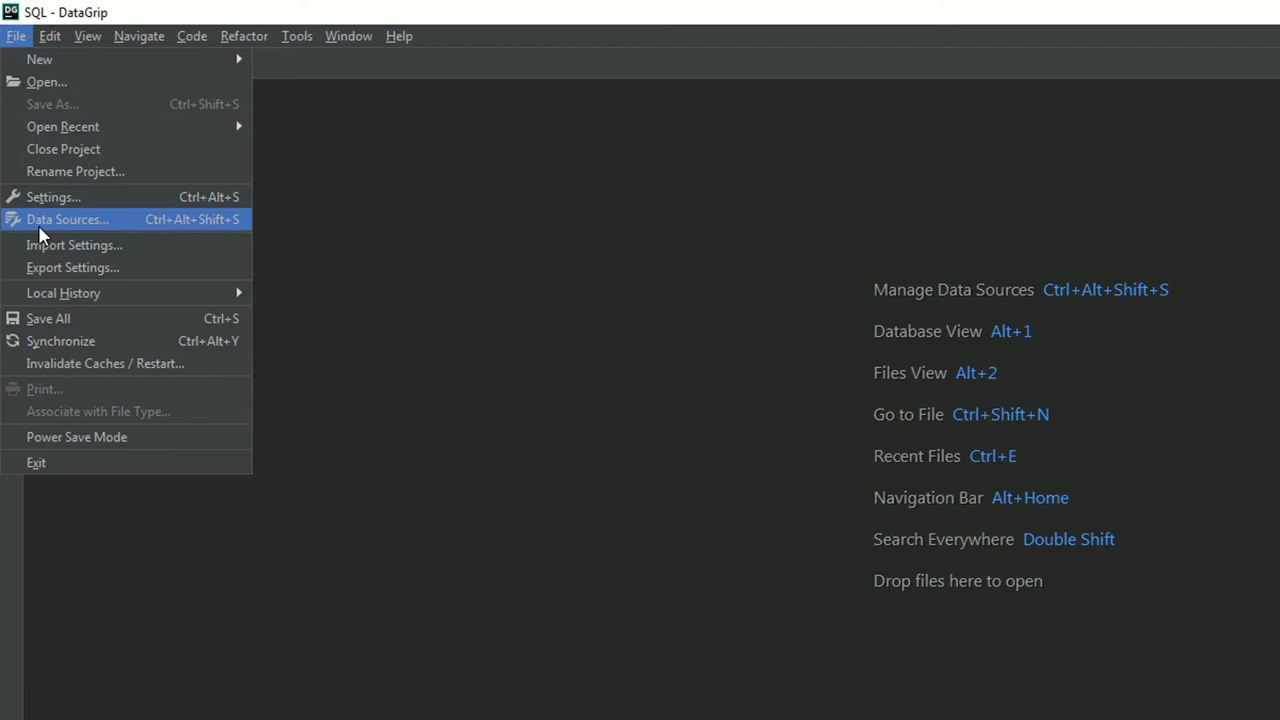 DG SQL - DataGrip
File Edit View Navigate Code Refactor Tools Window Help
New
Open...
Save As... Ctrl+Shift+S
Open Recent
Close Project
Rename Project...
Settings... Ctrl+Alt+S
Data Sources... Ctrl+Alt+Shift+S
Import Settings...
Export Settings...
Local History
Save All Ctrl+S
Synchronize Ctrl+Alt+Y
Invalidate Caches / Restart...
Print...
Associate with File Type...
Power Save Mode
Exit
Manage Data Sources Ctrl+Alt+Shift+S
Database View Alt+1
Files View Alt+2
Go to File Ctrl+Shift+N
Recent Files Ctrl+E
Navigation Bar Alt+Home
Search Everywhere Double Shift
Drop files here to open